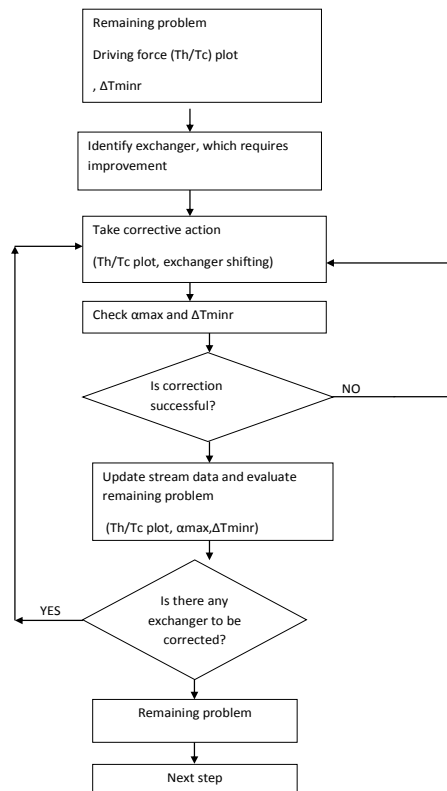 Remaining problem
Driving force (Th/Tc) plot
, ΔTminr
Identify exchanger, which requires
improvement
Take corrective action
(Th/Tc plot, exchanger shifting)
Check αmax and ΔTminr
Is correction
successful?
NO
Update stream data and evaluate
remaining problem
(Th/Tc plot, αmax,ΔTminr)
YES
Is there any
exchanger to be
corrected?
Remaining problem
Next step